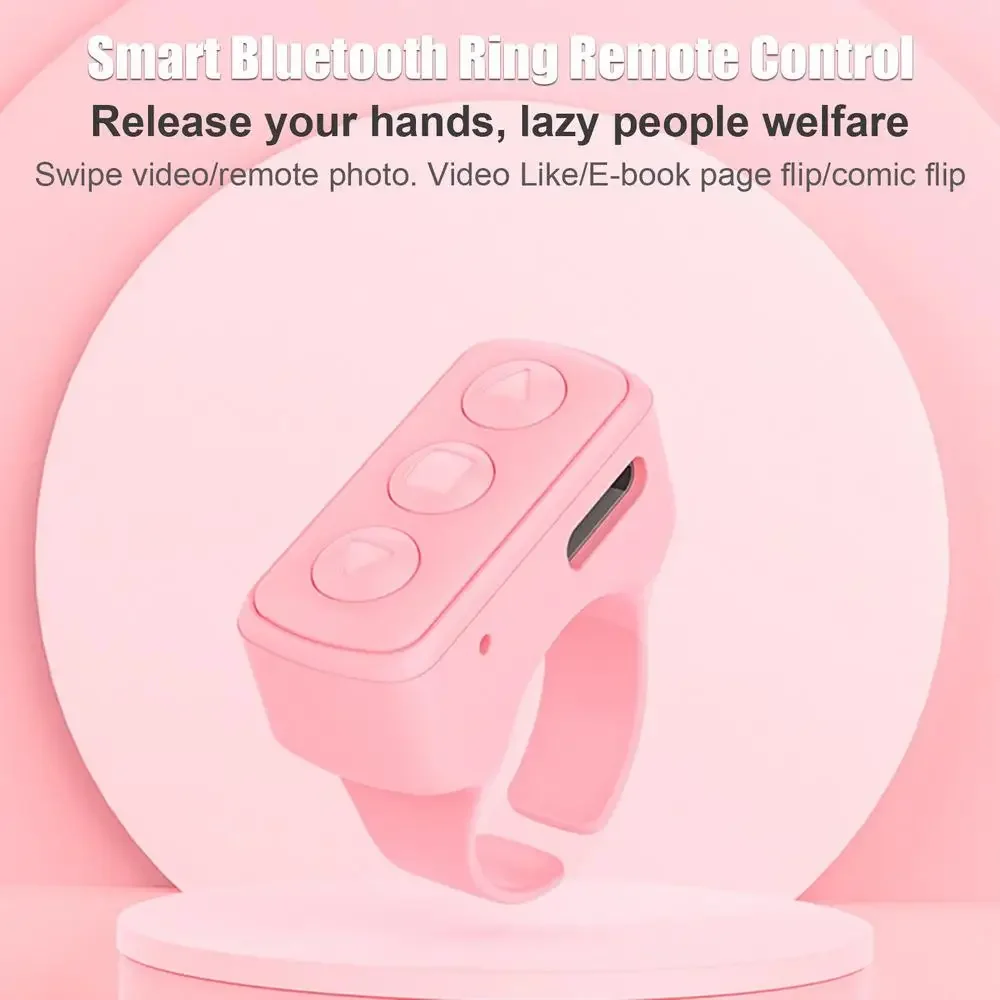 Smart Bluetooth Ring Remote Control
Release your hands, lazy people welfare
Swipe video/remote photo. Video Like/E-book page flip/comic flip